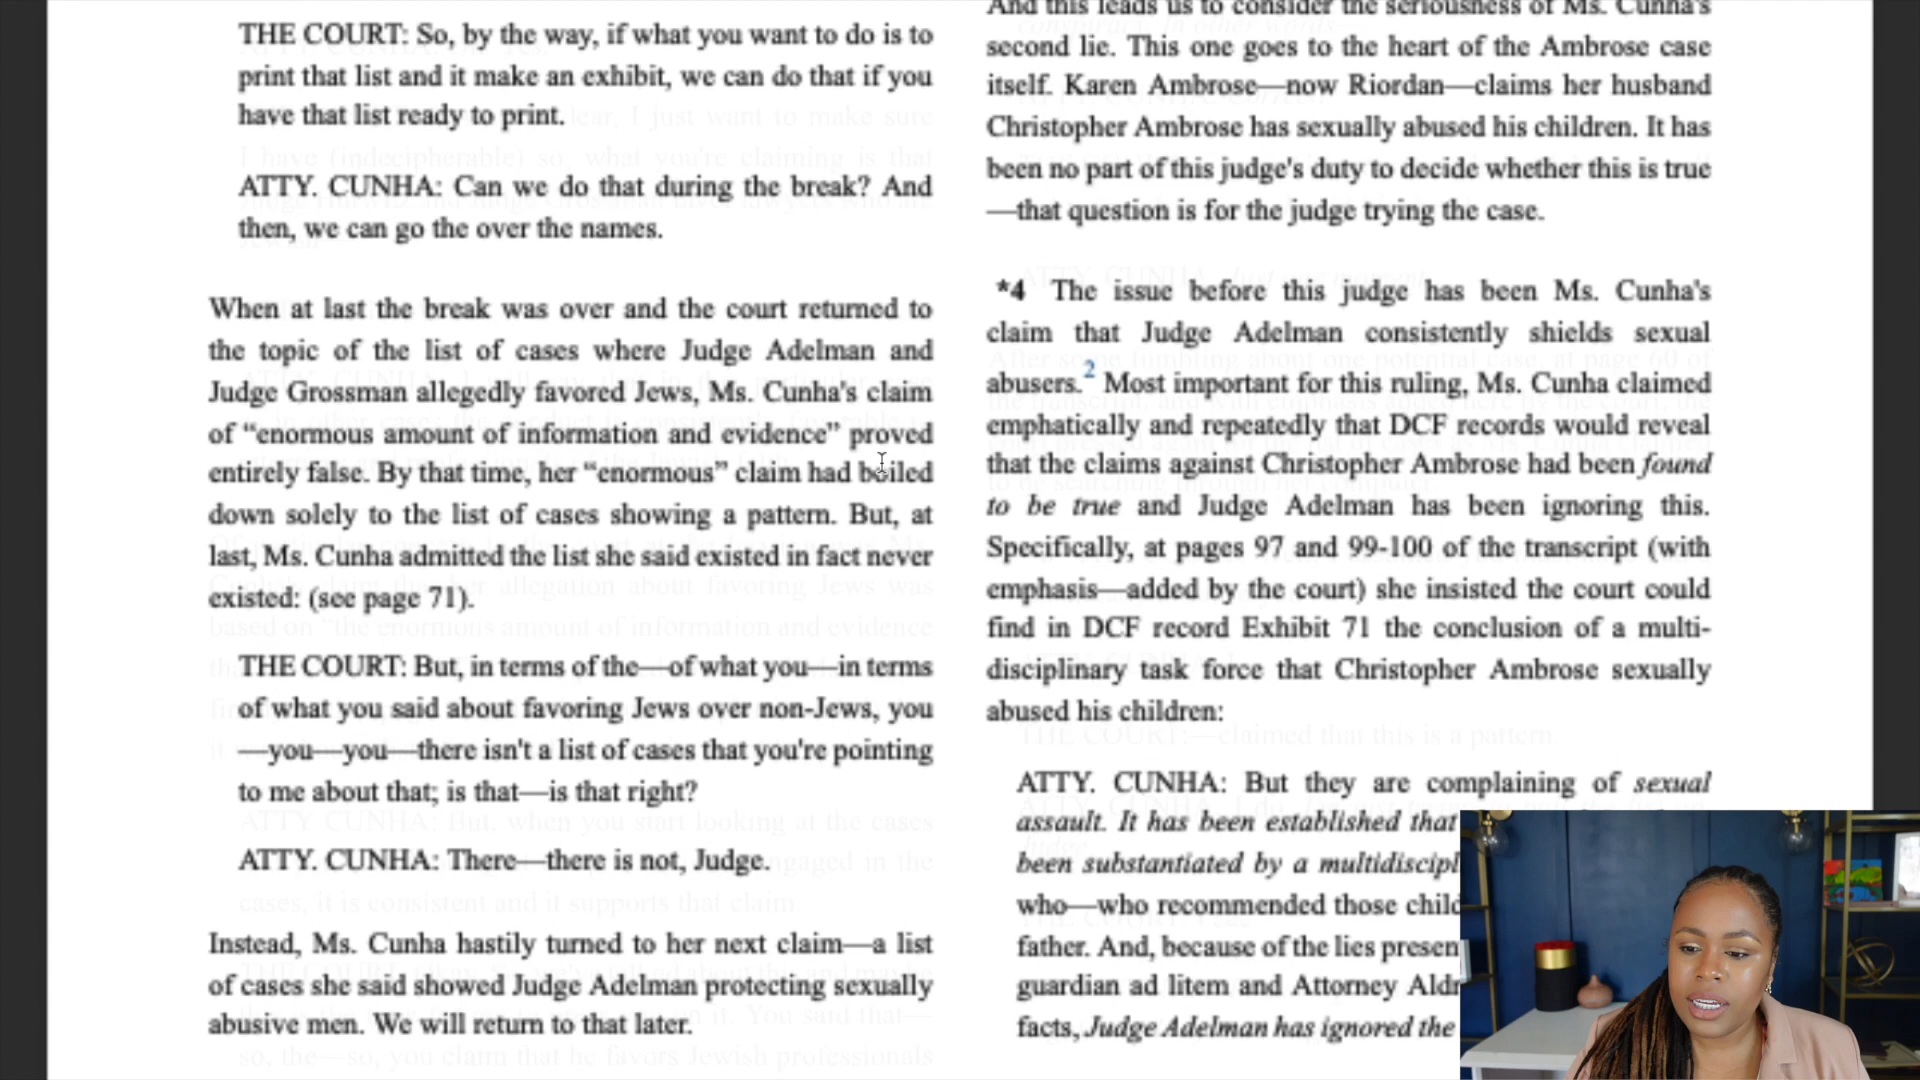 THE COURT: So, by the way, if what you want to do is to
print that list and it make an exhibit, we can do that if you
have that list ready to print.
ATTY. CUNHA: Can we do that during the break? And
then, we can go the over the names.
When at last the break was over and the court returned to
the topic of the list of cases where Judge Adelman and
Judge Grossman allegedly favored Jews, Ms. Cunha's claim
of “enormous amount of information and evidence” proved
entirely false. By that time, her “enormous” claim had boiled
down solely to the list of cases showing a pattern. But, at
last, Ms. Cunha admitted the list she said existed in fact never
existed: (see page 71).
THE COURT: But, in terms of the—of what you—in terms
of what you said about favoring Jews over non-Jews, you
—you—you—there isn't a list of cases that you're pointing
to me about that; is that—is that right?
ATTY. CUNHA: There—there is not, Judge.
Instead, Ms. Cunha hastily turned to her next claim—a list
of cases she said showed Judge Adelman protecting sexually
abusive men. We will return to that later.
And this leads us to consider the seriousness of Ms. Cunha's
second lie. This one goes to the heart of the Ambrose case
itself. Karen Ambrose—now Riordan—claims her husband
Christopher Ambrose has sexually abused his children. It has
been no part of this judge's duty to decide whether this is true
—that question is for the judge trying the case.
*4 The issue before this judge has been Ms. Cunha's
claim that Judge Adelman consistently shields sexual
abusers.2 Most important for this ruling, Ms. Cunha claimed
emphatically and repeatedly that DCF records would reveal
that the claims against Christopher Ambrose had been found
to be true and Judge Adelman has been ignoring this.
Specifically, at pages 97 and 99-100 of the transcript (with
emphasis—added by the court) she insisted the court could
find in DCF record Exhibit 71 the conclusion of a multi-
disciplinary task force that Christopher Ambrose sexually
abused his children:
ATTY. CUNHA: But they are complaining of sexual
assault. It has been established that
been substantiated by a multidiscipl
who—who recommended those child
father. And, because of the lies presen
guardian ad litem and Attorney Aldr
facts, Judge Adelman has ignored the